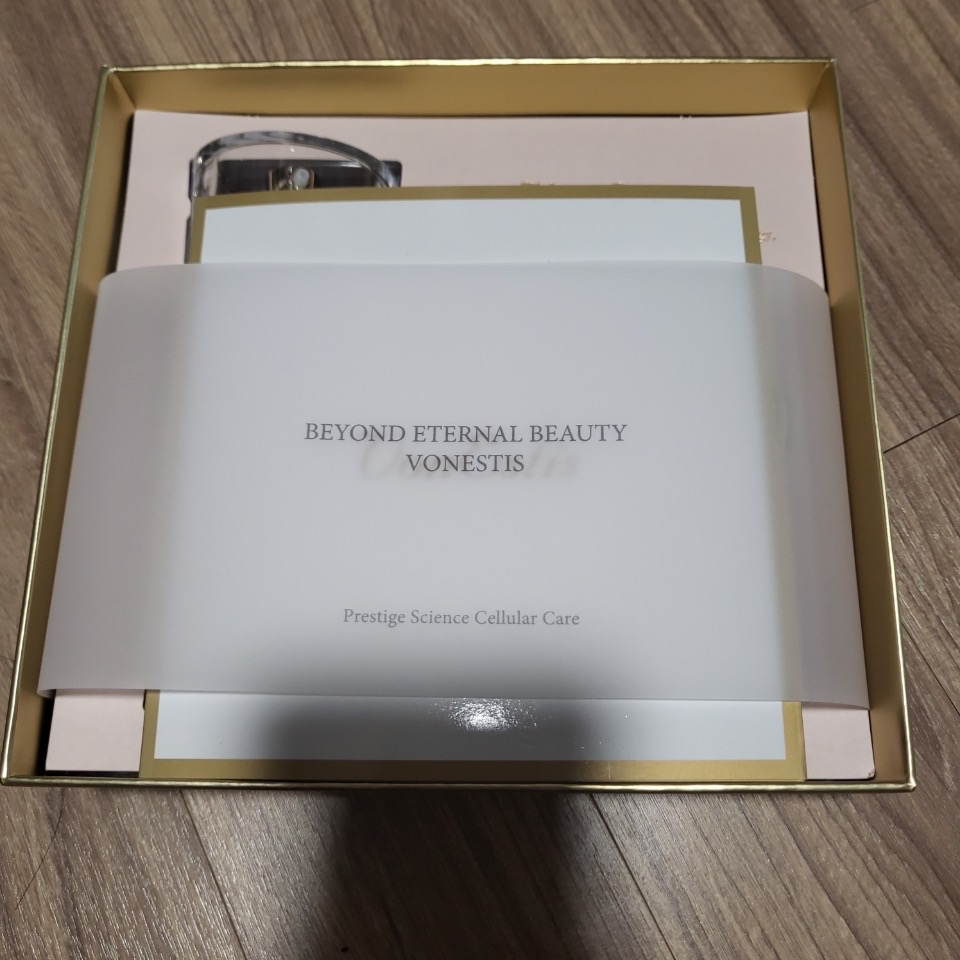 BEYOND ETERNAL BEAUTY
VONESTIS
Prestige Science Cellular Care